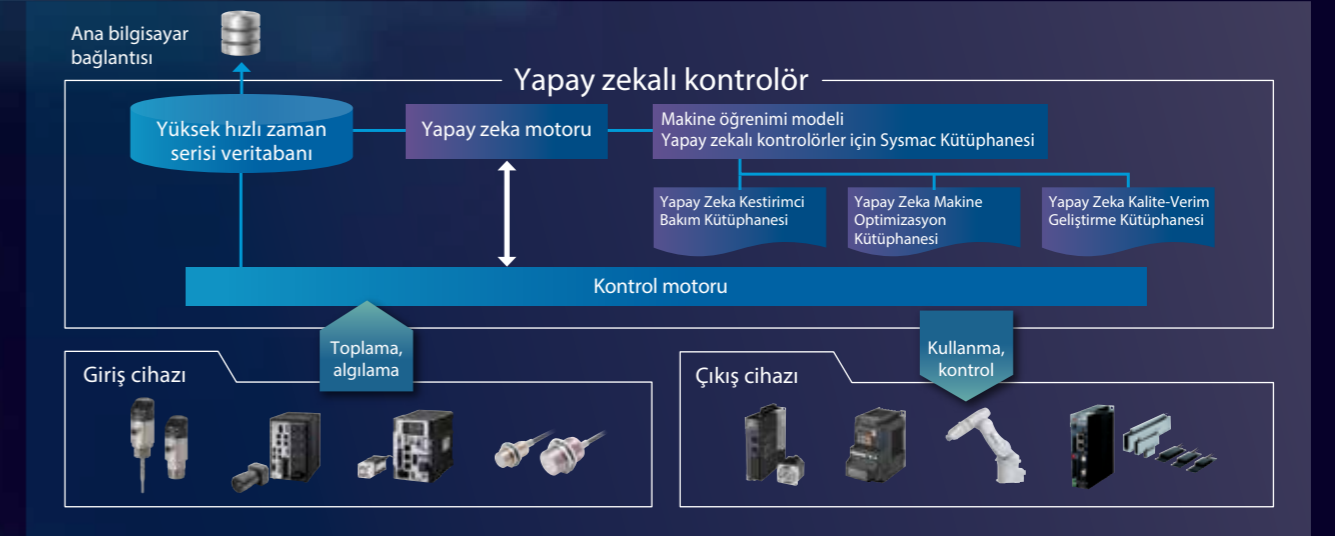 Ana bilgisayar
bağlantısı
Yapay zekalı kontrolör
Yüksek hızlı zaman
serisi veritabanı
Yapay zeka motoru
Makine öğrenimi modeli
Yapay zekalı kontrolörler için Sysmac Kütüphanesi
Yapay Zeka Kestirimci
Bakım Kütüphanesi
Yapay Zeka Makine
Optimizasyon
Kütüphanesi
Yapay Zeka Kalite-Verim
Geliştirme Kütüphanesi
Kontrol motoru
Toplama,
algılama
Kullanma,
kontrol
Giriş cihazı
Çıkış cihazı